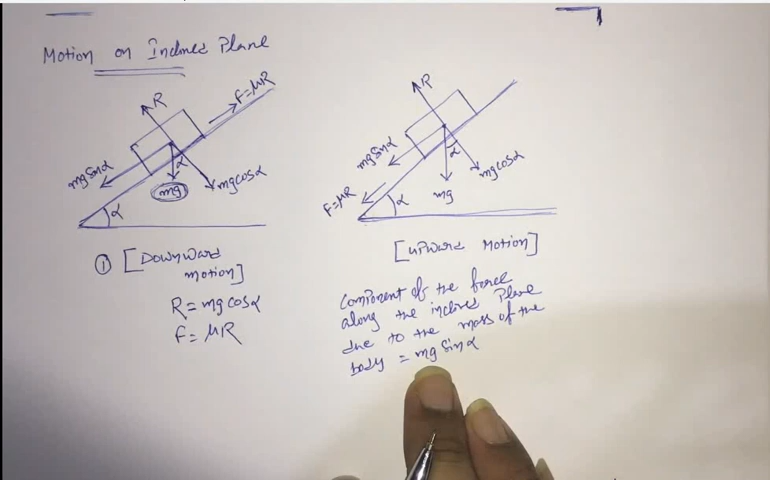 Motion on Inclined Plane
R
F=μR
mg sinα
α
mg
mg cosα
α
① [Downward
motion]
R = mg cosα
F = μR
R
mg sinα
α
mg cosα
F=μR
mg
α
[upward Motion]
Component of the force
along the inclined Plane
due to the mass of the
body = mg sinα